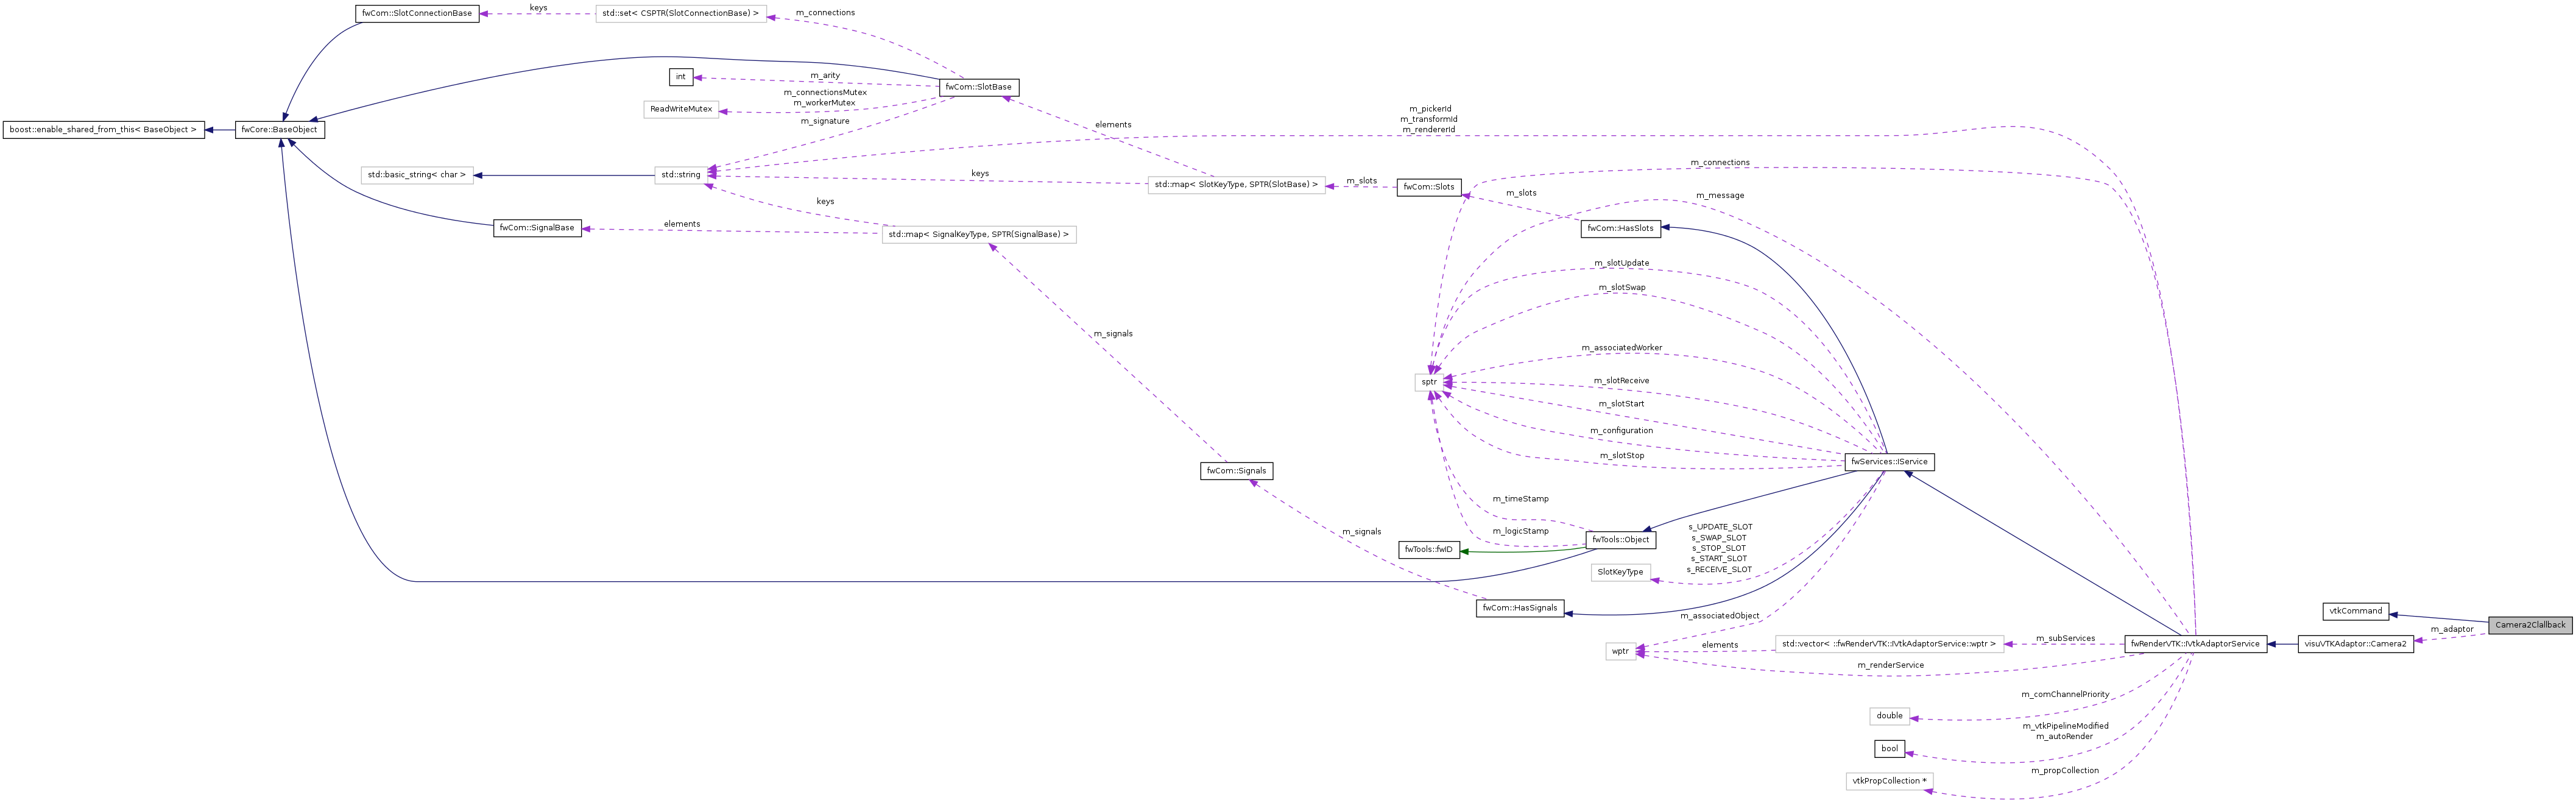 fwCom::SlotConnectionBase
keys
std::set< CSPTR(SlotConnectionBase) >
m_connections
int
m_arity
fwCom::SlotBase
ReadWriteMutex
m_connectionsMutex
m_workerMutex
m_signature
boost::enable_shared_from_this< BaseObject >
fwCore::BaseObject
elements
m_pickerId
m_transformId
m_rendererId
std::basic_string< char >
std::string
keys
std::map< SlotKeyType, SPTR(SlotBase) >
m_slots
fwCom::Slots
m_connections
m_slots
m_message
keys
fwCom::SignalBase
elements
std::map< SignalKeyType, SPTR(SignalBase) >
fwCom::HasSlots
m_slotUpdate
m_slotSwap
m_signals
m_associatedWorker
sptr
m_slotReceive
m_slotStart
m_configuration
m_slotStop
fwServices::IService
fwCom::Signals
m_timeStamp
m_signals
m_logicStamp
fwTools::Object
fwTools::fwID
s_UPDATE_SLOT
s_SWAP_SLOT
s_STOP_SLOT
s_START_SLOT
s_RECEIVE_SLOT
SlotKeyType
fwCom::HasSignals
m_associatedObject
vtkCommand
Camera2Clallback
m_adaptor
wptr
elements
std::vector< ::fwRenderVTK::IVtkAdaptorService::wptr >
m_subServices
fwRenderVTK::IVtkAdaptorService
visuVTKAdaptor::Camera2
m_renderService
m_comChannelPriority
double
m_vtkPipelineModified
m_autoRender
bool
m_propCollection
vtkPropCollection *